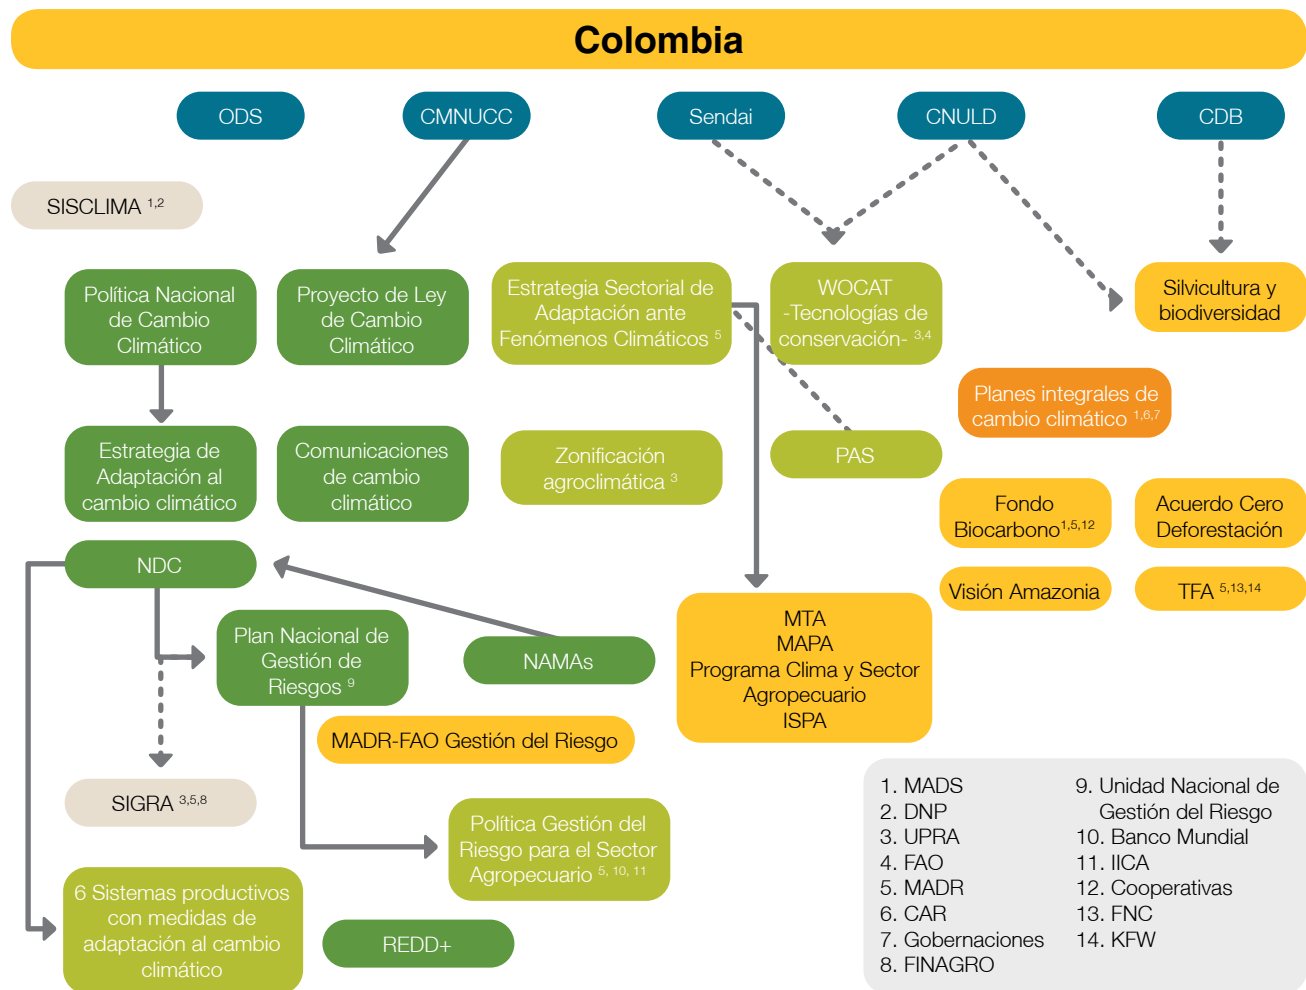 Colombia
ODS
CMNUCC
Sendai
CNULD
CDB
SISCLIMA 1,2
Política Nacional
de Cambio
Climático
Proyecto de Ley
de Cambio
Climático
Estrategia Sectorial de
Adaptación ante
Fenómenos Climáticos 5
WOCAT
-Tecnologías de
conservación- 3,4
Silvicultura y
biodiversidad
Planes integrales de
cambio climático 1,6,7
Estrategia de
Adaptación al
cambio climático
Comunicaciones
de cambio
climático
Zonificación
agroclimática 3
PAS
Fondo
Biocarbono1,5,12
Acuerdo Cero
Deforestación
NDC
Visión Amazonia
TFA 5,13,14
Plan Nacional de
Gestión de
Riesgos 9
NAMAs
MTA
MAPA
Programa Clima y Sector
Agropecuario
ISPA
MADR-FAO Gestión del Riesgo
SIGRA 3,5,8
Política Gestión del
Riesgo para el Sector
Agropecuario 5, 10, 11
6 Sistemas productivos
con medidas de
adaptación al cambio
climático
REDD+
1. MADS
2. DNP
3. UPRA
4. FAO
5. MADR
6. CAR
7. Gobernaciones
8. FINAGRO
9. Unidad Nacional de
Gestión del Riesgo
10. Banco Mundial
11. IICA
12. Cooperativas
13. FNC
14. KFW